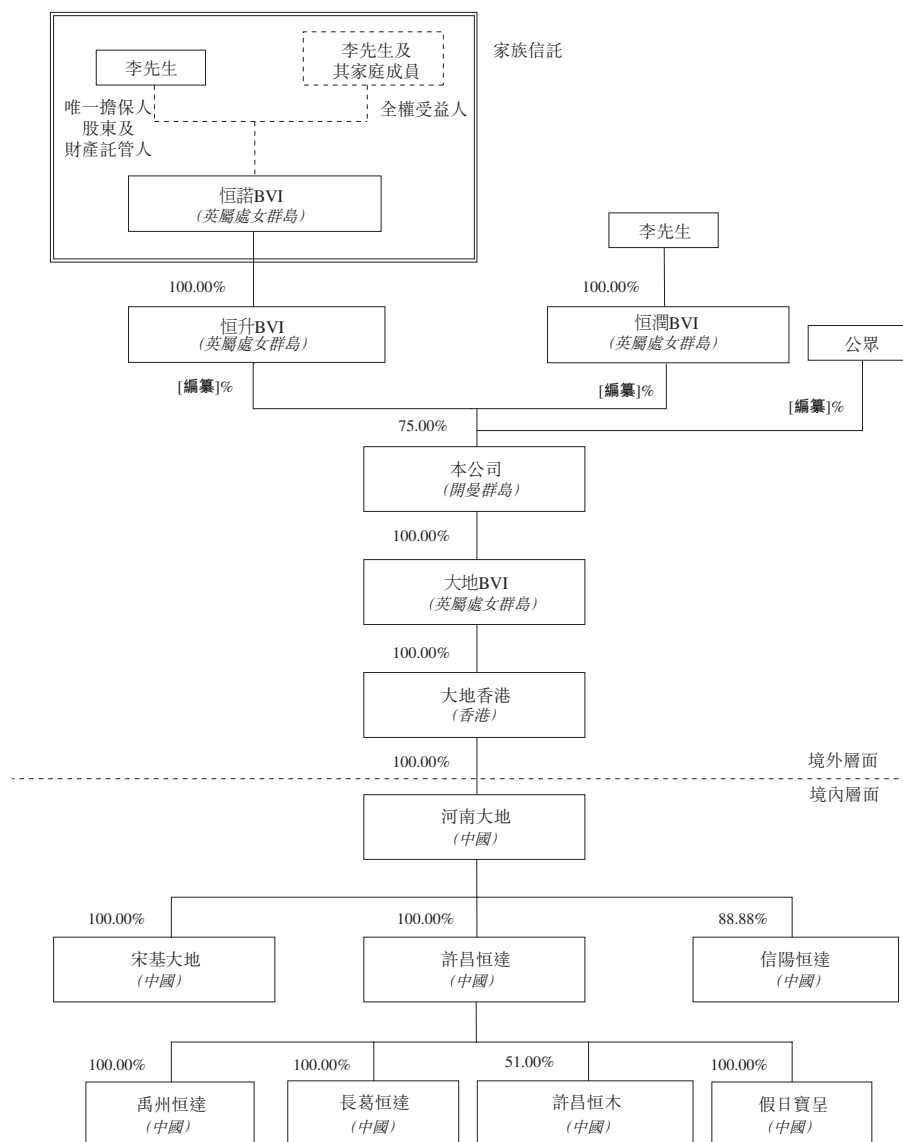 家族信託
李先生
李先生及
其家庭成員
唯一擔保人
股東及
財產託管人
全權受益人
恒諾BVI
(英屬處女群島)
李先生
100.00%
100.00%
恒升BVI
(英屬處女群島)
恒潤BVI
(英屬處女群島)
公眾
[編纂]%
[編纂]%
[編纂]%
75.00%
本公司
(開曼群島)
100.00%
大地BVI
(英屬處女群島)
100.00%
大地香港
(香港)
100.00%
境外層面
境內層面
河南大地
(中國)
100.00%
100.00%
88.88%
宋基大地
(中國)
許昌恒達
(中國)
信陽恒達
(中國)
100.00%
100.00%
51.00%
100.00%
禹州恒達
(中國)
長葛恒達
(中國)
許昌恒木
(中國)
假日寶呈
(中國)